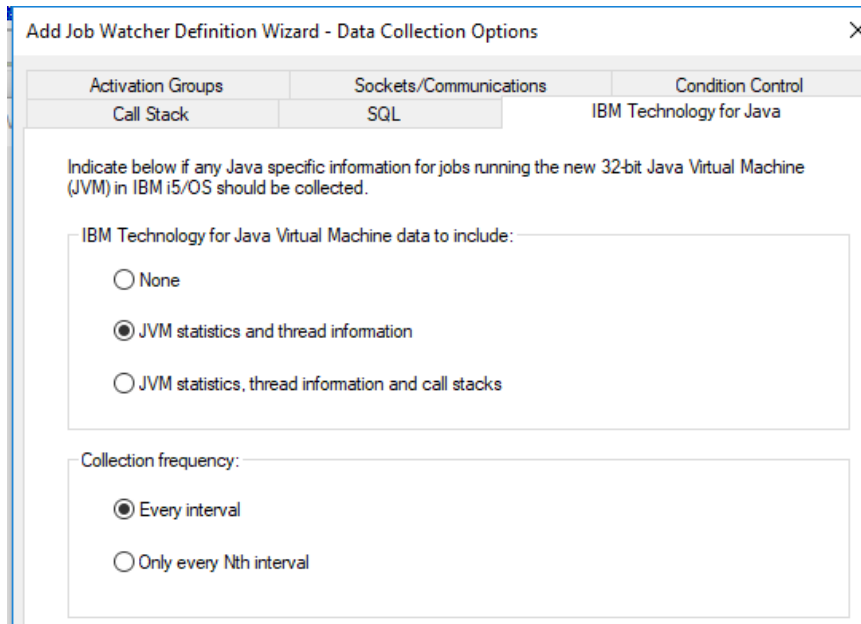 Add Job Watcher Definition Wizard - Data Collection Options
Activation Groups Sockets/Communications Condition Control
Call Stack SQL IBM Technology for Java
Indicate below if any Java specific information for jobs running the new 32-bit Java Virtual Machine
(JVM) in IBM i5/OS should be collected.
IBM Technology for Java Virtual Machine data to include:
None
JVM statistics and thread information
JVM statistics, thread information and call stacks
Collection frequency:
Every interval
Only every Nth interval